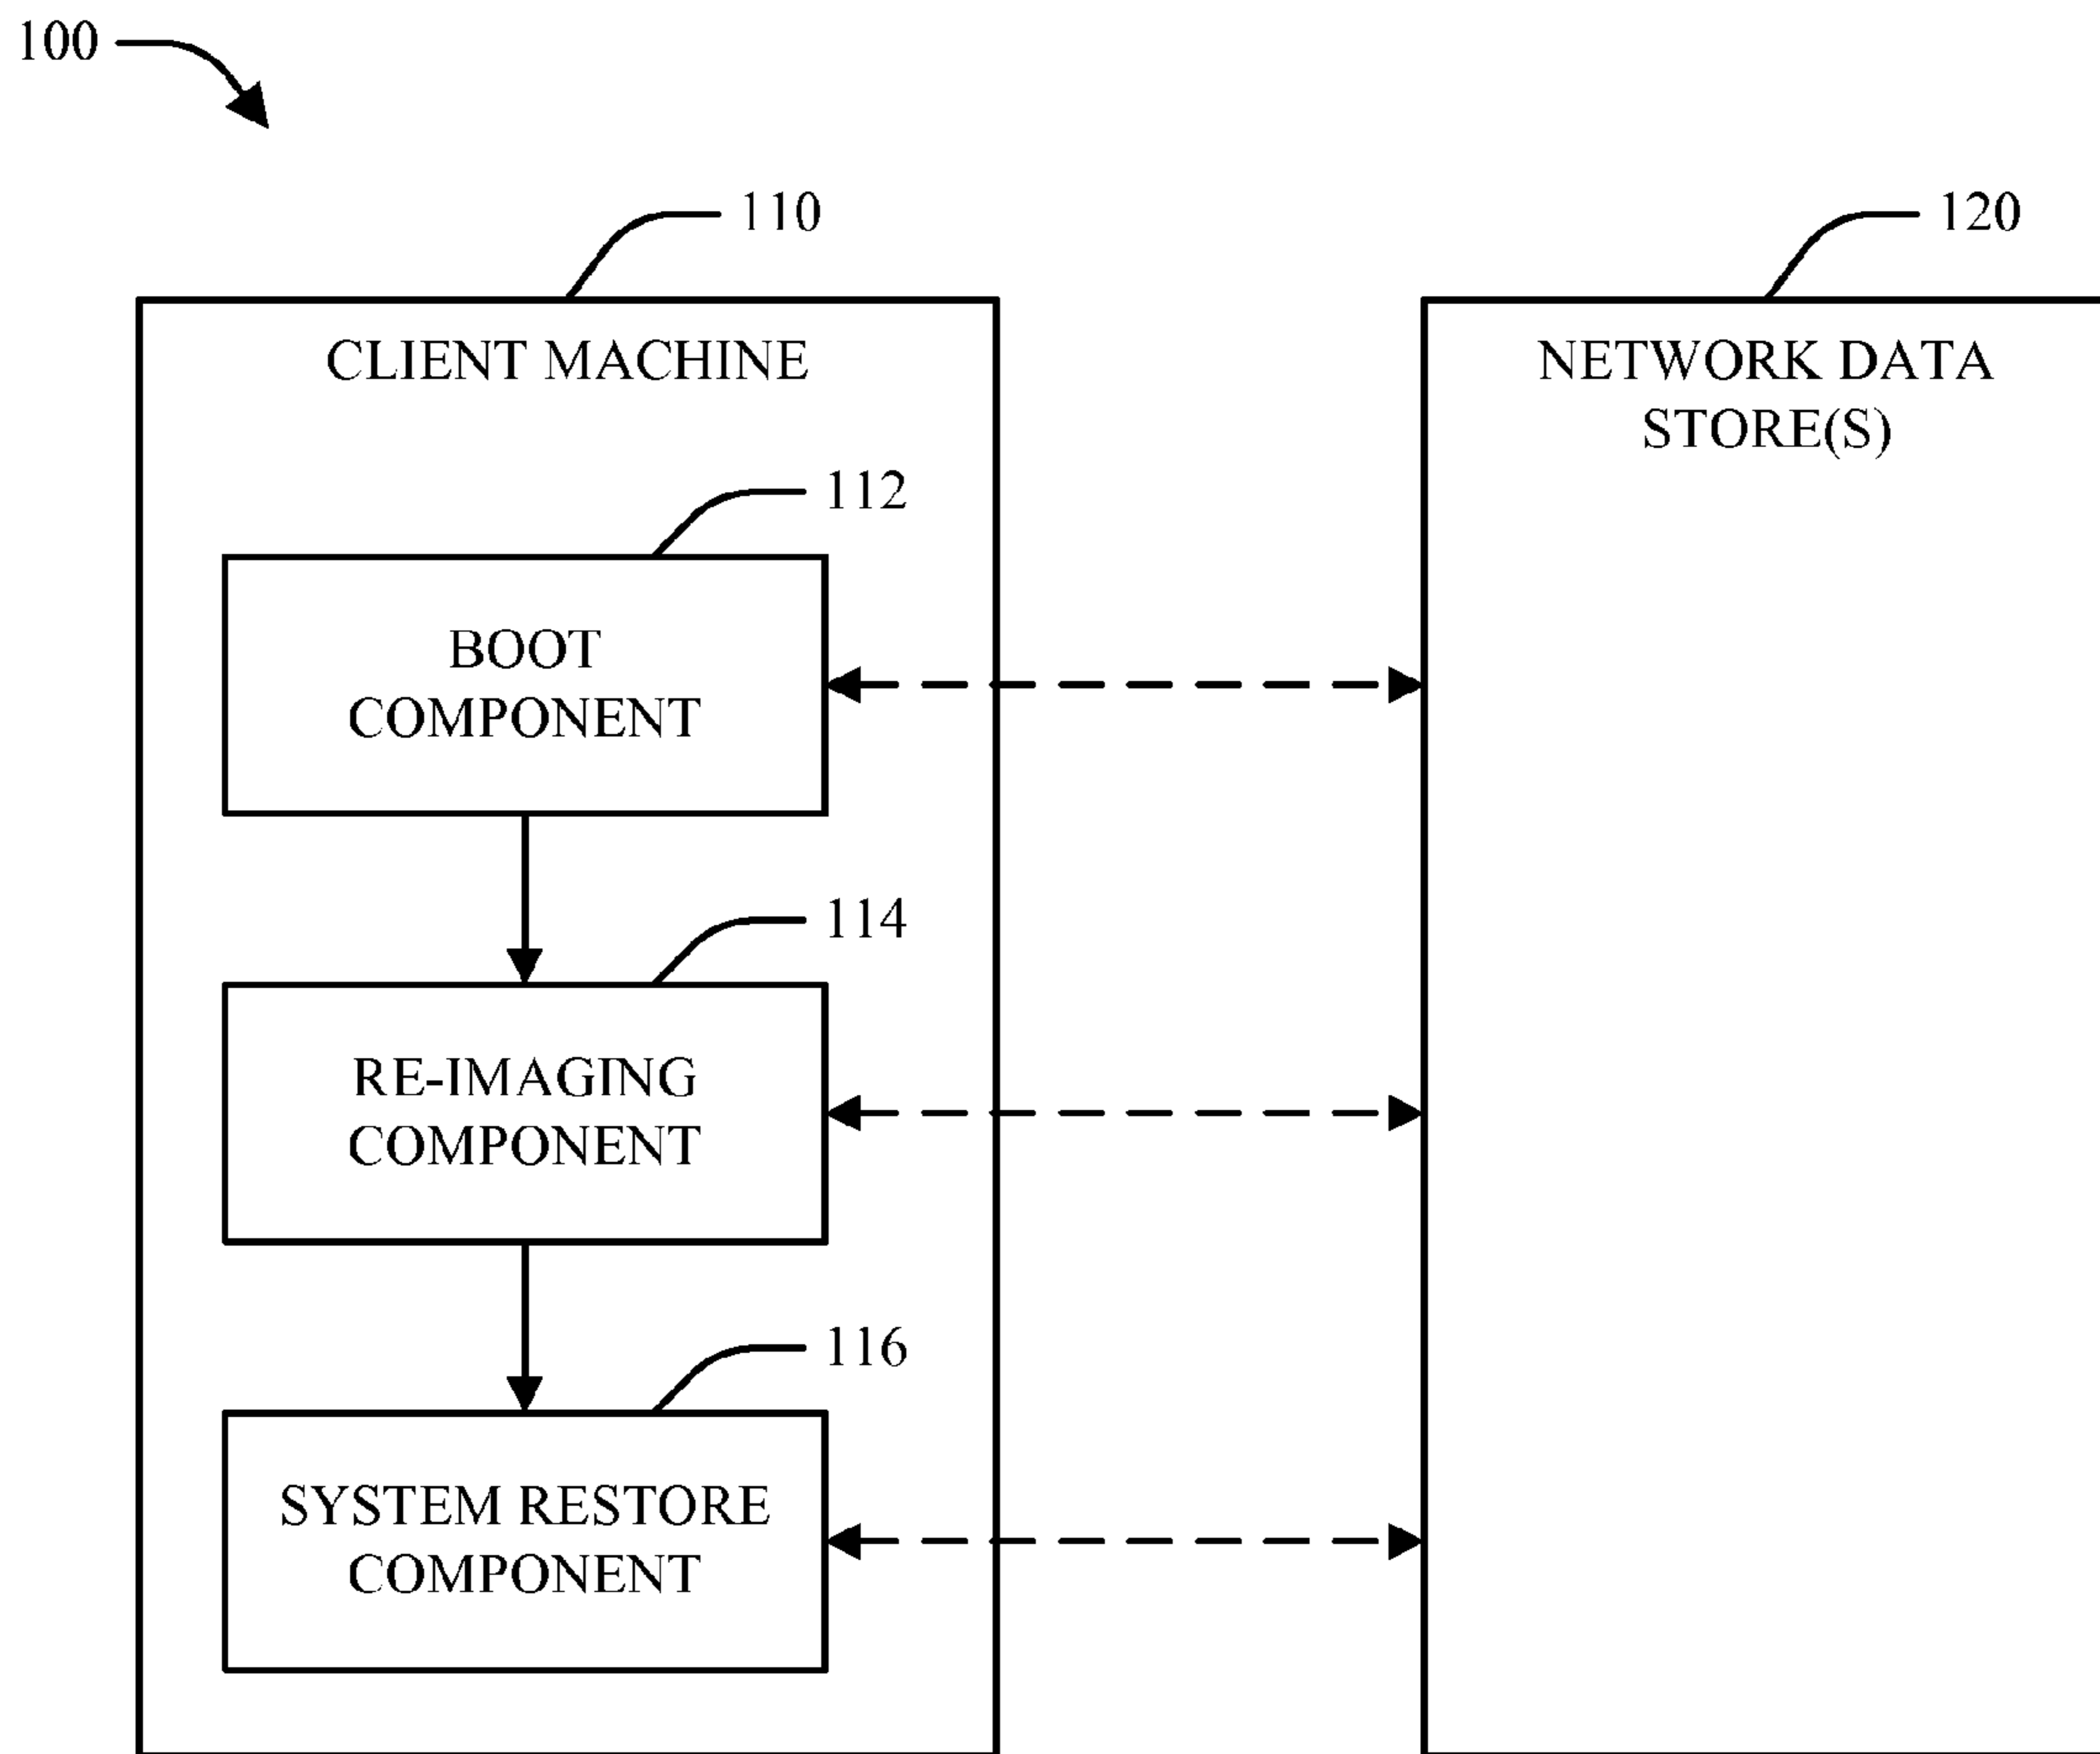 100
110
120
CLIENT MACHINE
NETWORK DATA
STORE(S)
112
BOOT
COMPONENT
114
RE-IMAGING
COMPONENT
116
SYSTEM RESTORE
COMPONENT